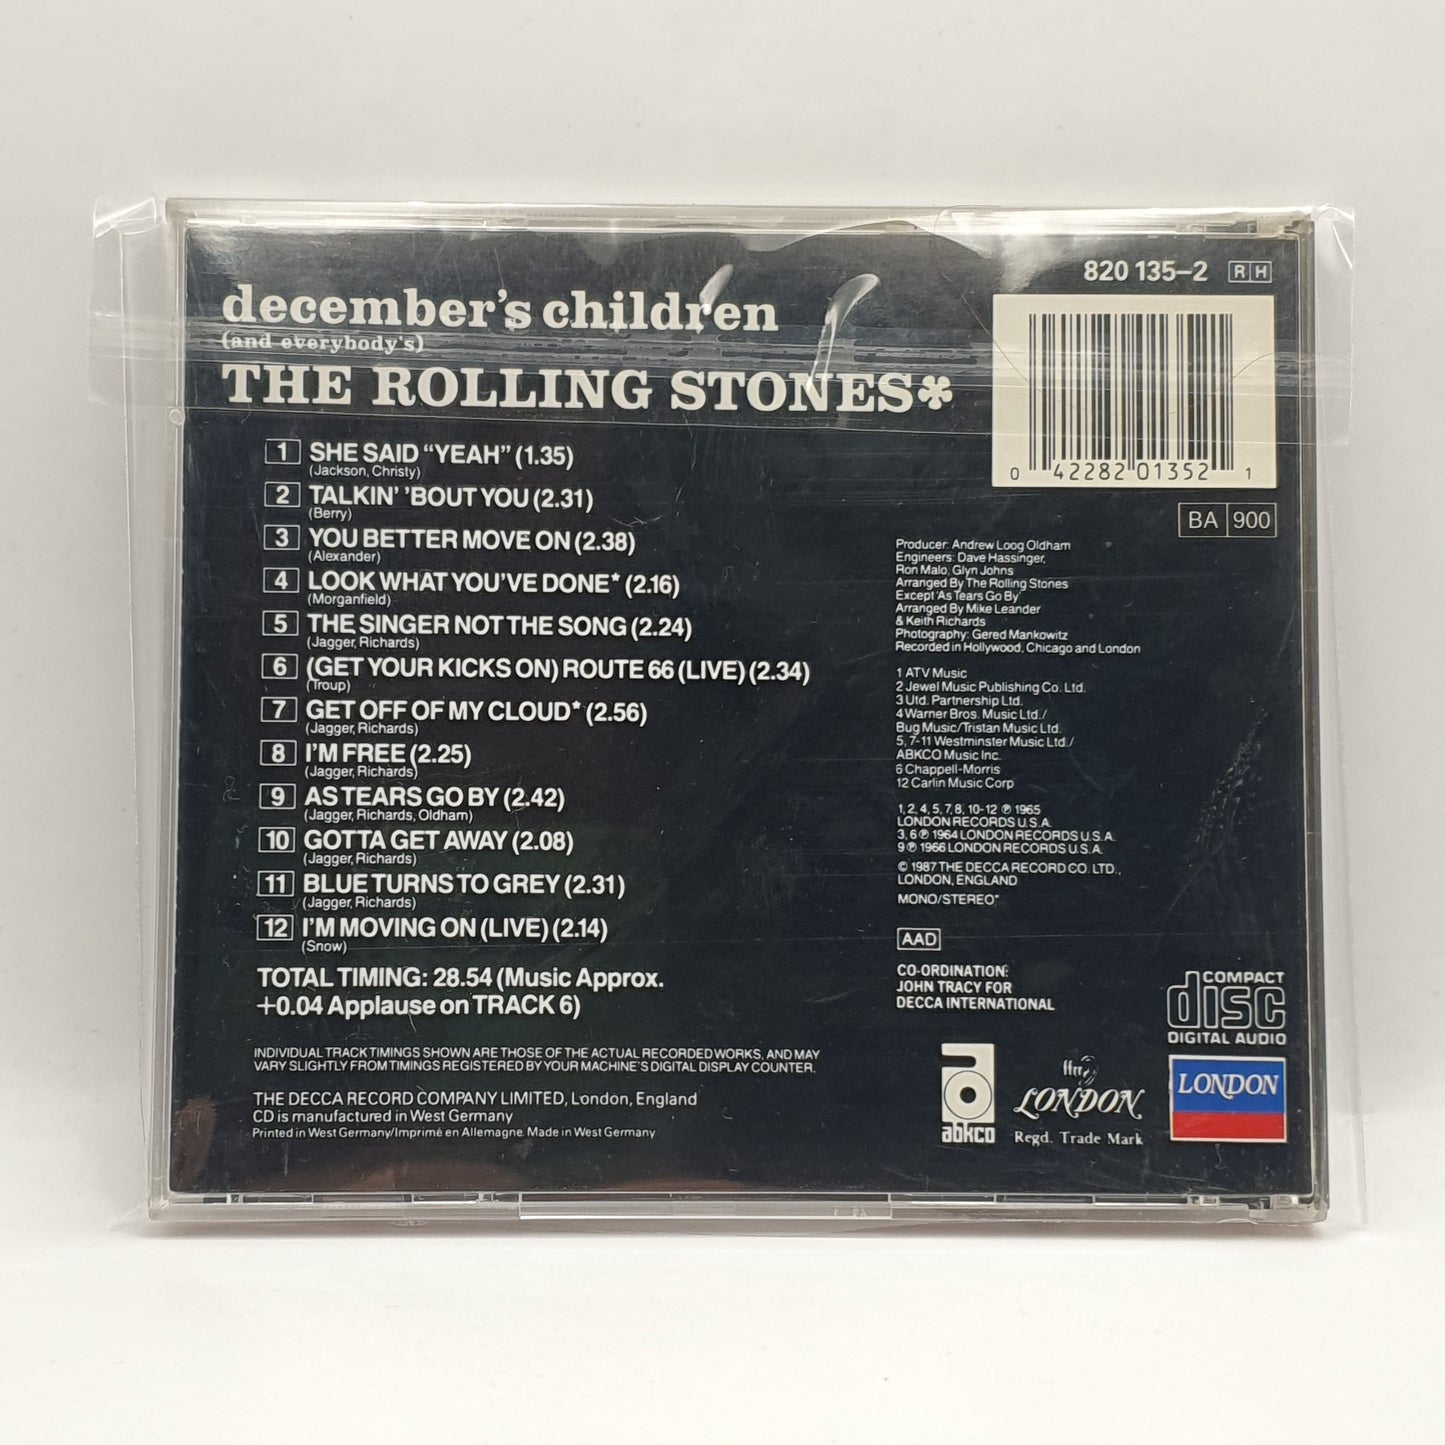 820 135-2 RH
december's children
(and everybody's)
THE ROLLING STONES✤
0 42282 01352 1
BA 900
1 SHE SAID “YEAH” (1.35)
(Jackson, Christy)
2 TALKIN’ ’BOUT YOU (2.31)
(Berry)
3 YOU BETTER MOVE ON (2.38)
(Alexander)
4 LOOK WHAT YOU’VE DONE* (2.16)
(Morganfield)
5 THE SINGER NOT THE SONG (2.24)
(Jagger, Richards)
6 (GET YOUR KICKS ON) ROUTE 66 (LIVE) (2.34)
(Troup)
7 GET OFF OF MY CLOUD* (2.56)
(Jagger, Richards)
8 I’M FREE (2.25)
(Jagger, Richards)
9 AS TEARS GO BY (2.42)
(Jagger, Richards, Oldham)
10 GOTTA GET AWAY (2.08)
(Jagger, Richards)
11 BLUE TURNS TO GREY (2.31)
(Jagger, Richards)
12 I’M MOVING ON (LIVE) (2.14)
(Snow)
TOTAL TIMING: 28.54 (Music Approx.
+0.04 Applause on TRACK 6)
INDIVIDUAL TRACK TIMINGS SHOWN ARE THOSE OF THE ACTUAL RECORDED WORKS, AND MAY
VARY SLIGHTLY FROM TIMINGS REGISTERED BY YOUR MACHINE’S DIGITAL DISPLAY COUNTER.
THE DECCA RECORD COMPANY LIMITED, London, England
CD is manufactured in West Germany
Printed in West Germany/Imprimé en Allemagne. Made in West Germany
Producer: Andrew Loog Oldham
Engineers: Dave Hassinger,
Ron Malo, Glyn Johns
Arranged By The Rolling Stones
Except ‘As Tears Go By’
Arranged By Mike Leander
& Keith Richards
Photography: Gered Mankowitz
Recorded in Hollywood, Chicago and London
1 ATV Music
2 Jewel Music Publishing Co. Ltd.
3 Utd. Partnership Ltd.
4 Warner Bros. Music Ltd./
Bug Music/Tristan Music Ltd.
5, 7-11 Westminster Music Ltd./
ABKCO Music Inc.
6 Chappell-Morris
12 Carlin Music Corp
1, 2, 4, 5, 7, 8, 10-12 ℗ 1965
LONDON RECORDS U.S.A.
3, 6 ℗ 1964 LONDON RECORDS U.S.A.
9 ℗ 1966 LONDON RECORDS U.S.A.
© 1987 THE DECCA RECORD CO. LTD.,
LONDON, ENGLAND
MONO/STEREO*
AAD
CO-ORDINATION:
JOHN TRACY FOR
DECCA INTERNATIONAL
COMPACT
disc
DIGITAL AUDIO
abkco
ffrr
LONDON
Regd. Trade Mark
LONDON